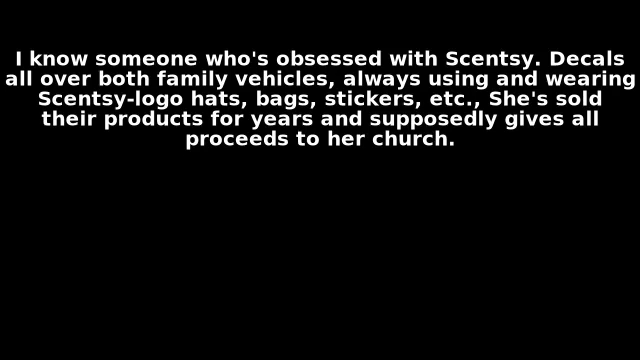 I know someone who's obsessed with Scentsy. Decals
all over both family vehicles, always using and wearing
Scentsy-logo hats, bags, stickers, etc., She's sold
their products for years and supposedly gives all
proceeds to her church.